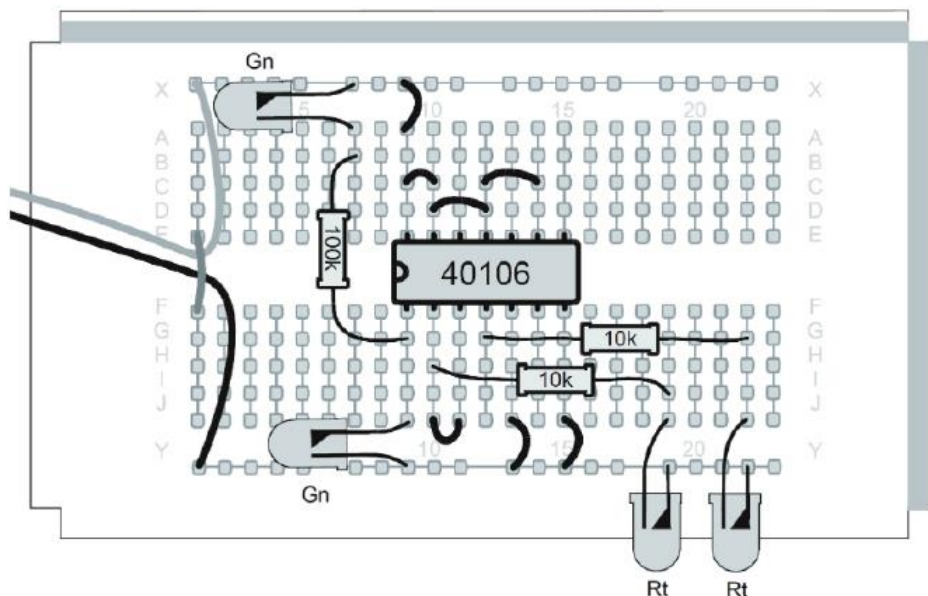 Gn
X 5 10 15 20 X
A A
B B
C C
D D
E E
100k
40106
F F
G 10k G
H H
I 10k I
J J
Y 10 15 20 Y
Gn
Rt Rt